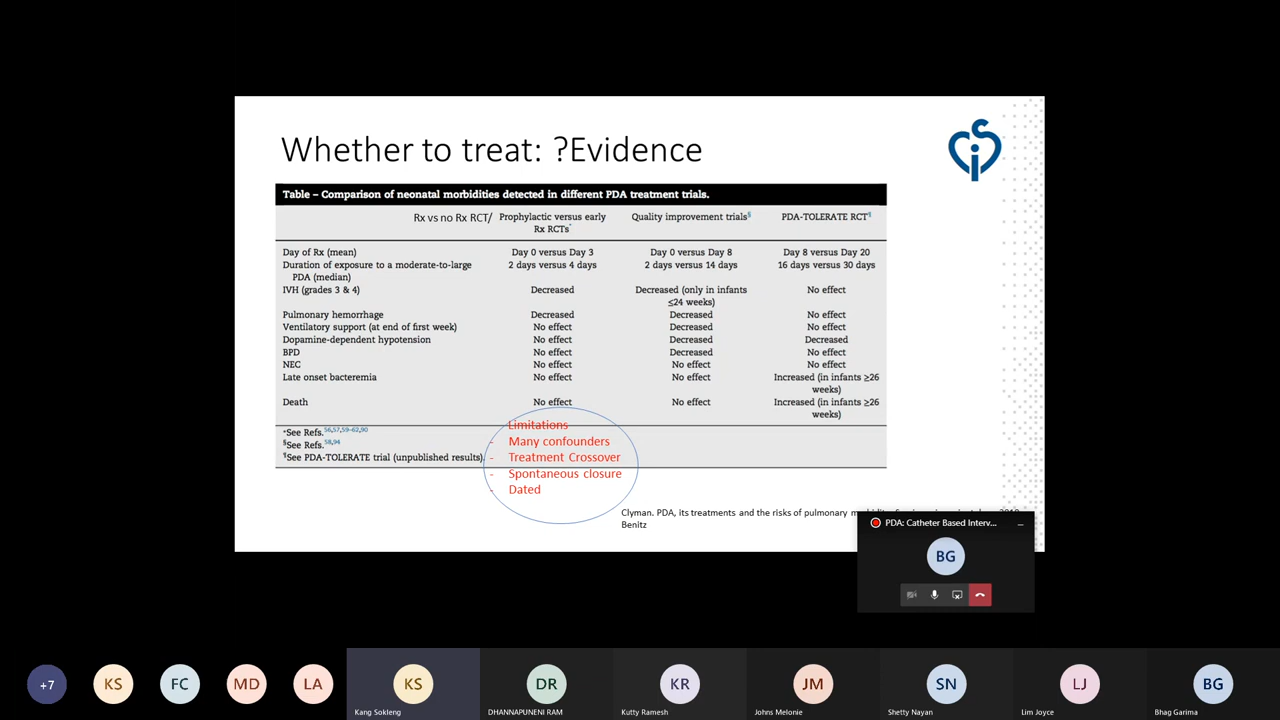 Whether to treat: ?Evidence
Table – Comparison of neonatal morbidities detected in different PDA treatment trials.
Rx vs no Rx RCT/ Prophylactic versus early Quality improvement trials§ PDA-TOLERATE RCT¶
Rx RCTs*
Day of Rx (mean) Day 0 versus Day 3 Day 0 versus Day 8 Day 8 versus Day 20
Duration of exposure to a moderate-to-large 2 days versus 4 days 2 days versus 14 days 16 days versus 30 days
PDA (median)
IVH (grades 3 & 4) Decreased Decreased (only in infants No effect
≤24 weeks)
Pulmonary hemorrhage Decreased Decreased No effect
Ventilatory support (at end of first week) No effect Decreased No effect
Dopamine-dependent hypotension No effect Decreased Decreased
BPD No effect Decreased No effect
NEC No effect No effect No effect
Late onset bacteremia No effect No effect Increased (in infants ≥26
weeks)
Death No effect No effect Increased (in infants ≥26
weeks)
*See Refs.56,57,59-62,90
§See Refs.58,94
¶See PDA-TOLERATE trial (unpublished results).
Limitations
- Many confounders
- Treatment Crossover
- Spontaneous closure
- Dated
Clyman. PDA, its treatments and the risks of pulmonary
Benitz
PDA: Catheter Based Interv...
BG
+7 KS FC MD LA KS DR KR JM SN LJ BG
Kang Sokleng DHANNAPUNENI RAM Kutty Ramesh Johns Melonie Shetty Nayan Lim Joyce Bhag Garima